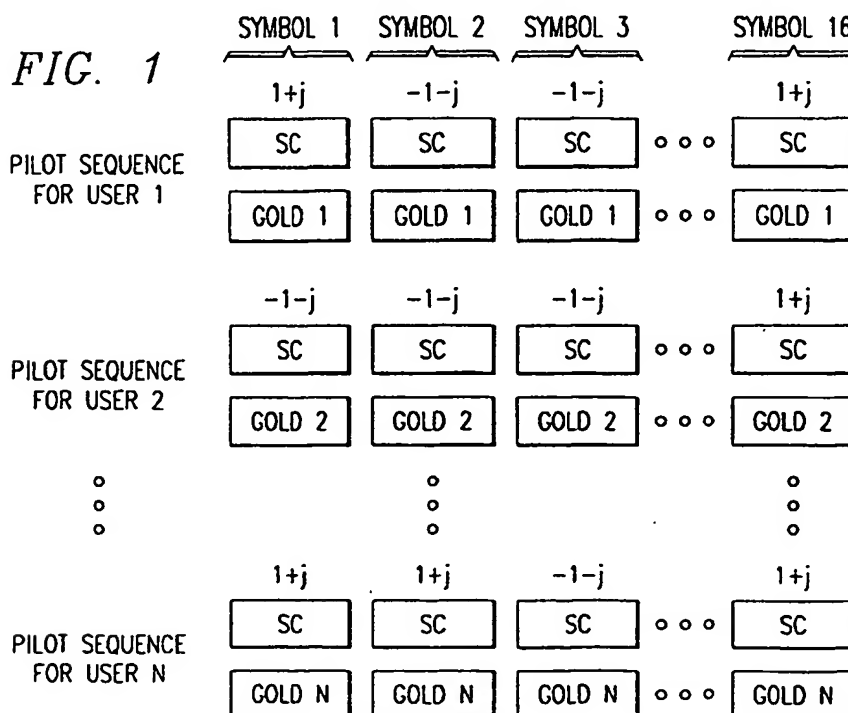 FIG. 1
SYMBOL 1 SYMBOL 2 SYMBOL 3 SYMBOL 16
1+j -1-j -1-j 1+j
PILOT SEQUENCE
FOR USER 1
SC SC SC SC
GOLD 1 GOLD 1 GOLD 1 GOLD 1
-1-j -1-j -1-j 1+j
PILOT SEQUENCE
FOR USER 2
SC SC SC SC
GOLD 2 GOLD 2 GOLD 2 GOLD 2
1+j 1+j -1-j 1+j
PILOT SEQUENCE
FOR USER N
SC SC SC SC
GOLD N GOLD N GOLD N GOLD N